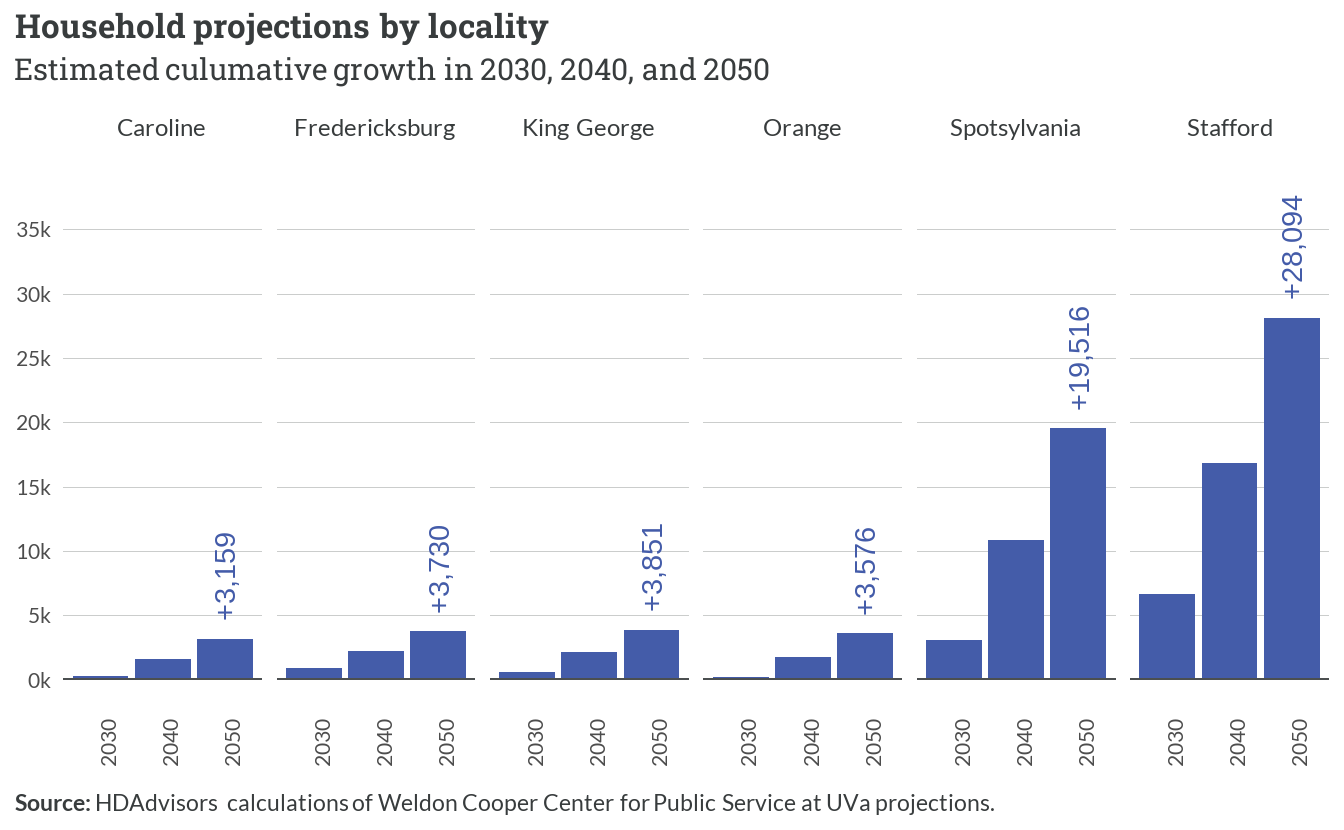 Household projections by locality
Estimated culumative growth in 2030, 2040, and 2050
Caroline Fredericksburg King George Orange Spotsylvania Stafford
35k
30k
25k
20k
15k
10k
5k
0k
+3,159 +3,730 +3,851 +3,576 +19,516 +28,094
2030 2040 2050 2030 2040 2050 2030 2040 2050 2030 2040 2050 2030 2040 2050 2030 2040 2050
Source: HDAdvisors calculations of Weldon Cooper Center for Public Service at UVa projections.